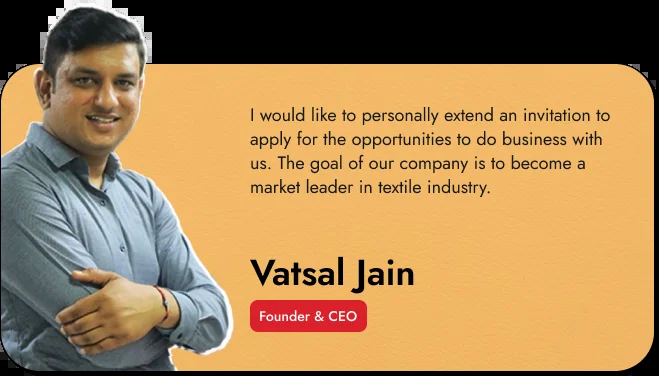 I would like to personally extend an invitation to
apply for the opportunities to do business with
us. The goal of our company is to become a
market leader in textile industry.
Vatsal Jain
Founder & CEO